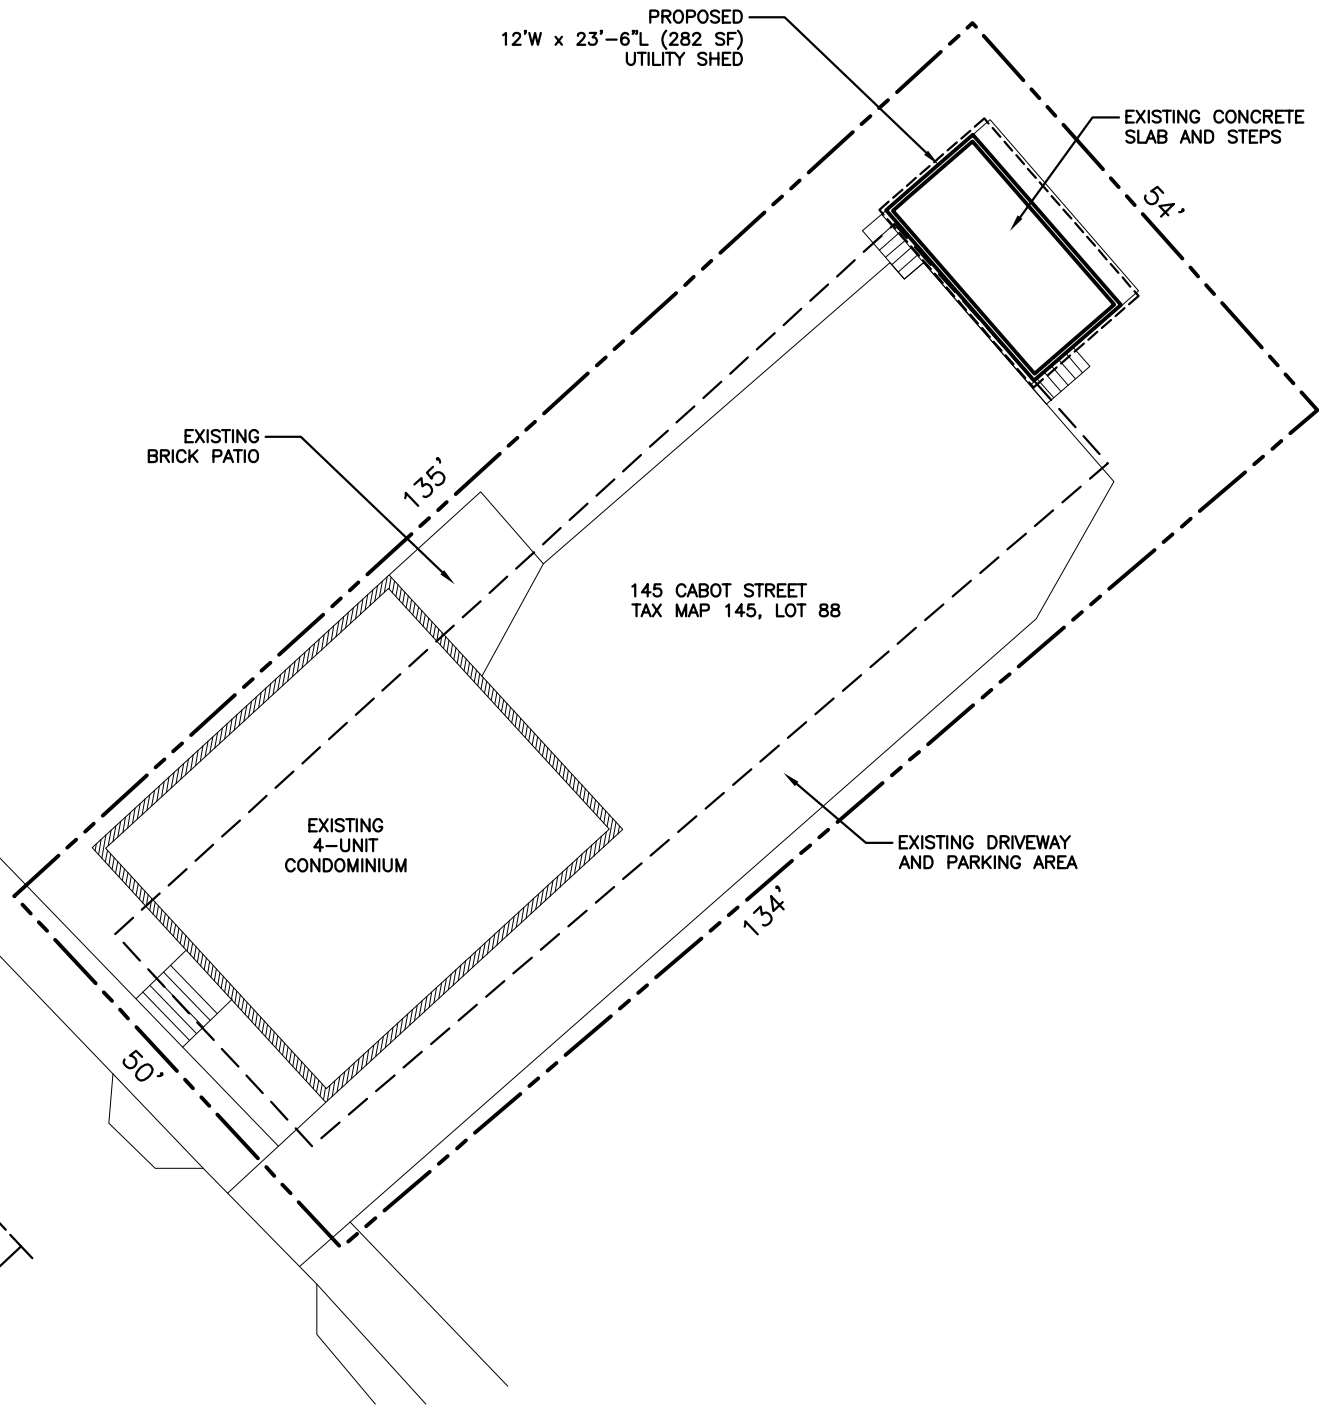 PROPOSED
12'W x 23'-6"L (282 SF)
UTILITY SHED
EXISTING CONCRETE
SLAB AND STEPS
54'
EXISTING
BRICK PATIO
135'
145 CABOT STREET
TAX MAP 145, LOT 88
EXISTING
4-UNIT
CONDOMINIUM
EXISTING DRIVEWAY
AND PARKING AREA
134'
50'